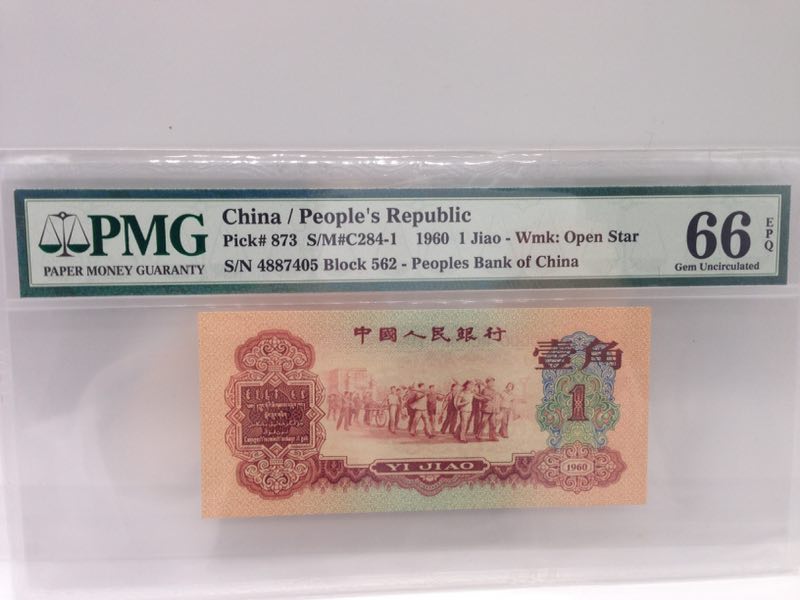 PMG
PAPER MONEY GUARANTY
China / People's Republic
Pick# 873 S/M#C284-1 1960 1 Jiao - Wmk: Open Star
S/N 4887405 Block 562 - Peoples Bank of China
66 EPQ
Gem Uncirculated
中國人民銀行
壹角
1
YI JIAO
1960